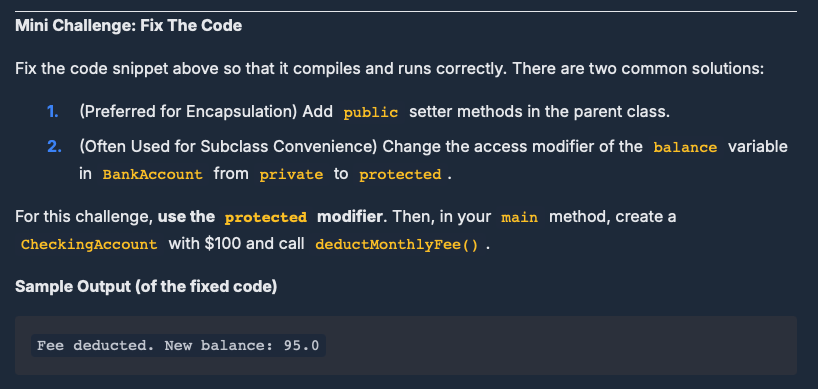 Mini Challenge: Fix The Code
Fix the code snippet above so that it compiles and runs correctly. There are two common solutions:
1. (Preferred for Encapsulation) Add public setter methods in the parent class.
2. (Often Used for Subclass Convenience) Change the access modifier of the balance variable
in BankAccount from private to protected .
For this challenge, use the protected modifier. Then, in your main method, create a
CheckingAccount with $100 and call deductMonthlyFee() .
Sample Output (of the fixed code)
Fee deducted. New balance: 95.0